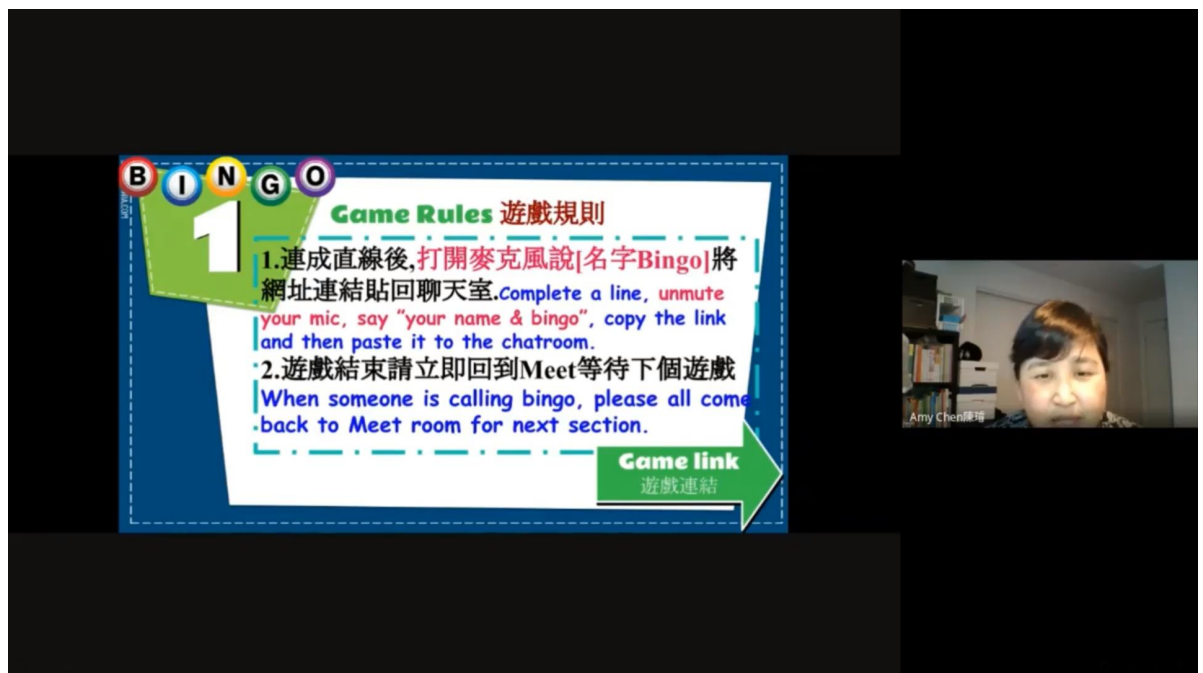 BINGO
1
Game Rules 遊戲規則
1.連成直線後,打開麥克風說[名字Bingo]將
網址連結貼回聊天室.Complete a line, unmute
your mic, say "your name & bingo", copy the link
and then paste it to the chatroom.
2.遊戲結束請立即回到Meet等待下個遊戲
When someone is calling bingo, please all come
back to Meet room for next section.
Game link
遊戲連結
Amy Chen陳璿